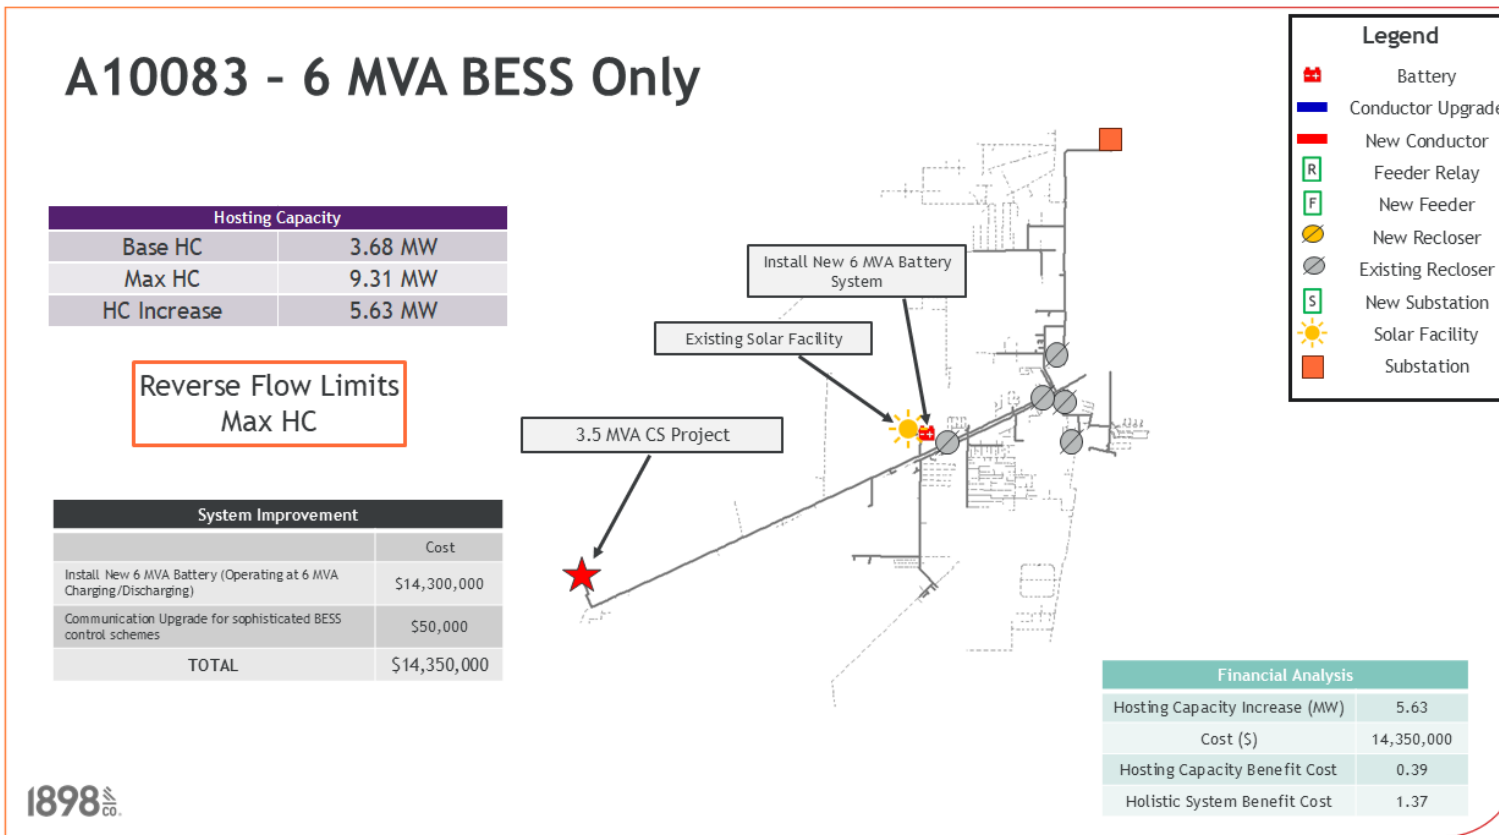 A10083 - 6 MVA BESS Only
Legend
Battery
Conductor Upgrade
New Conductor
R Feeder Relay
F New Feeder
New Recloser
Existing Recloser
S New Substation
Solar Facility
Substation
Hosting Capacity
Base HC 3.68 MW
Max HC 9.31 MW
HC Increase 5.63 MW
Reverse Flow Limits
Max HC
Install New 6 MVA Battery
System
Existing Solar Facility
3.5 MVA CS Project
System Improvement
Cost
Install New 6 MVA Battery (Operating at 6 MVA
Charging/Discharging) $14,300,000
Communication Upgrade for sophisticated BESS
control schemes $50,000
TOTAL $14,350,000
Financial Analysis
Hosting Capacity Increase (MW) 5.63
Cost ($) 14,350,000
Hosting Capacity Benefit Cost 0.39
Holistic System Benefit Cost 1.37
1898 & CO.